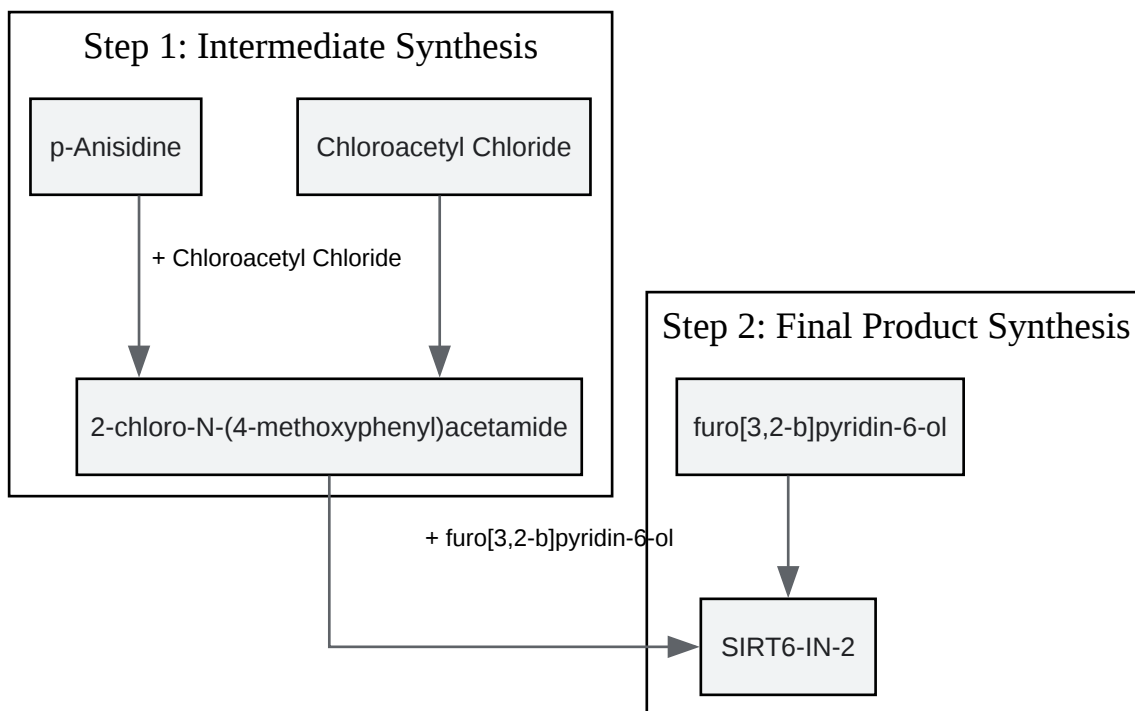 Step 1: Intermediate Synthesis
p-Anisidine
Chloroacetyl Chloride
+ Chloroacetyl Chloride
2-chloro-N-(4-methoxyphenyl)acetamide
Step 2: Final Product Synthesis
furo[3,2-b]pyridin-6-ol
+ furo[3,2-b]pyridin-6-ol
SIRT6-IN-2